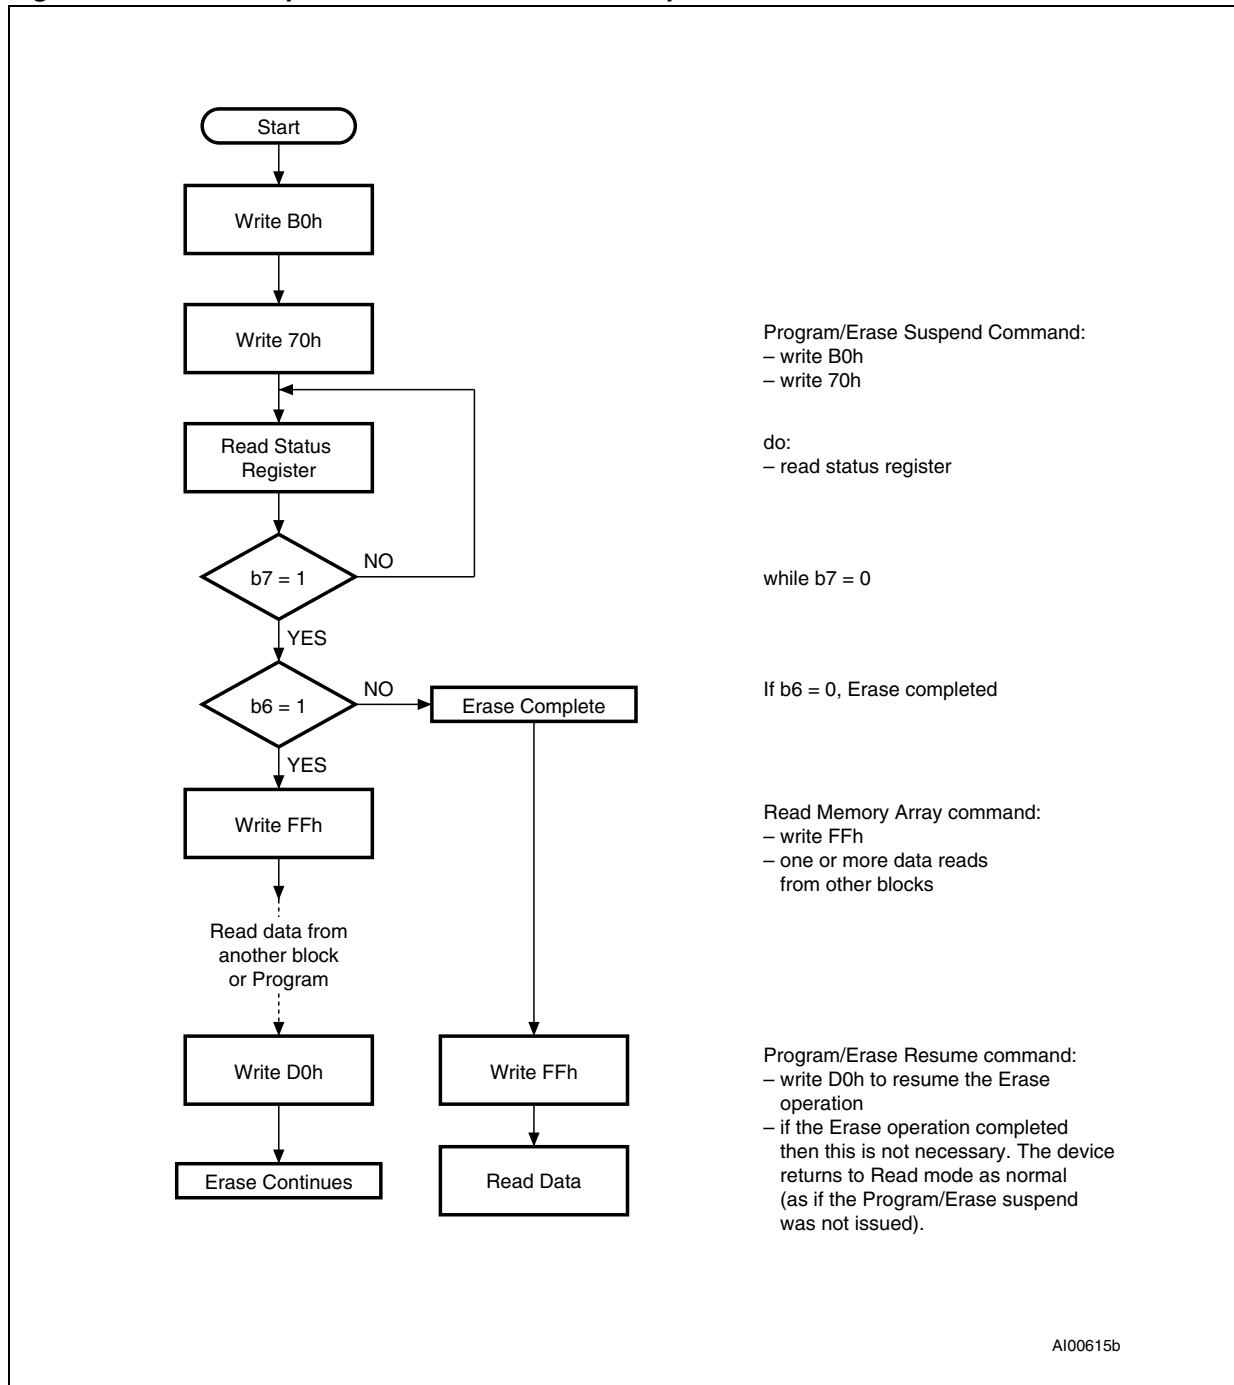 Start
Write B0h
Write 70h
Read Status
Register
NO
b7 = 1
YES
NO
b6 = 1
Erase Complete
YES
Write FFh
Read data from
another block
or Program
Write D0h
Write FFh
Erase Continues
Read Data
Program/Erase Suspend Command:
– write B0h
– write 70h
do:
– read status register
while b7 = 0
If b6 = 0, Erase completed
Read Memory Array command:
– write FFh
– one or more data reads
from other blocks
Program/Erase Resume command:
– write D0h to resume the Erase
operation
– if the Erase operation completed
then this is not necessary. The device
returns to Read mode as normal
(as if the Program/Erase suspend
was not issued).
AI00615b